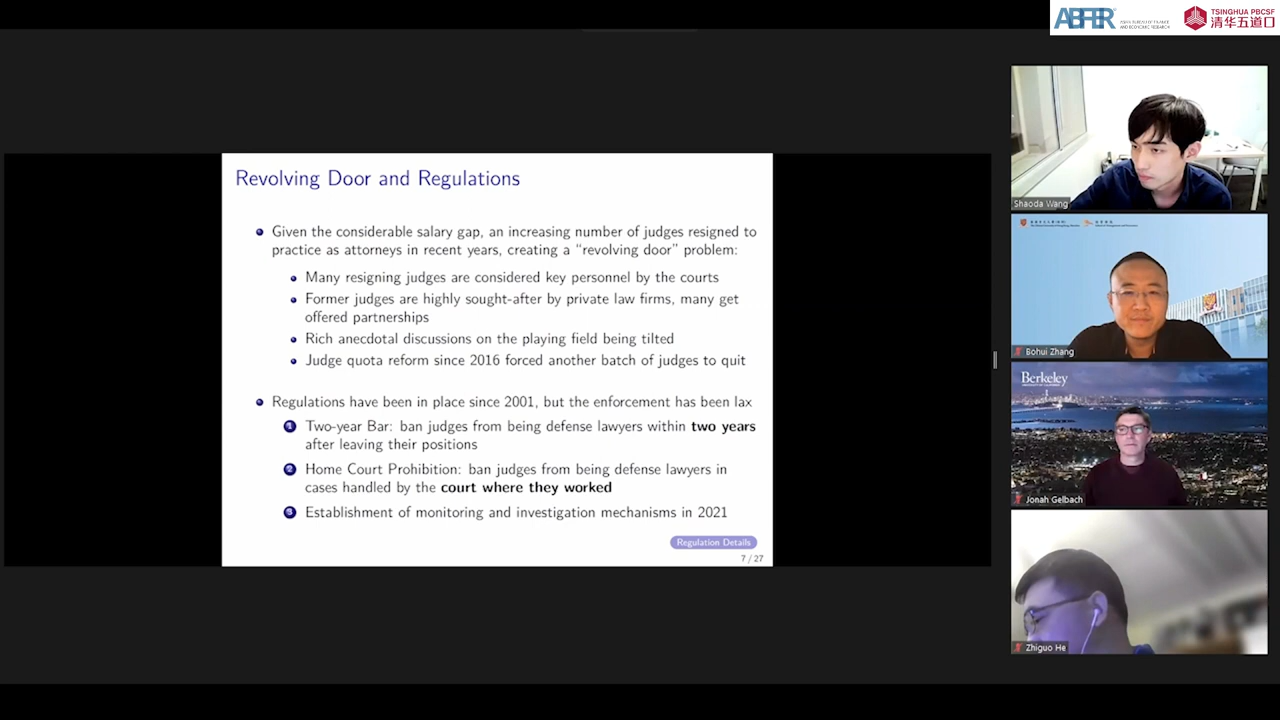 ABFER
ASIAN BUREAU OF FINANCE
AND ECONOMIC RESEARCH
TSINGHUA PBCSF
清华五道口
Revolving Door and Regulations
Given the considerable salary gap, an increasing number of judges resigned to
practice as attorneys in recent years, creating a “revolving door” problem:
Many resigning judges are considered key personnel by the courts
Former judges are highly sought-after by private law firms, many get
offered partnerships
Rich anecdotal discussions on the playing field being tilted
Judge quota reform since 2016 forced another batch of judges to quit
Regulations have been in place since 2001, but the enforcement has been lax
1 Two-year Bar: ban judges from being defense lawyers within two years
after leaving their positions
2 Home Court Prohibition: ban judges from being defense lawyers in
cases handled by the court where they worked
3 Establishment of monitoring and investigation mechanisms in 2021
Regulation Details
7 / 27
Shaoda Wang
Bohui Zhang
Berkeley
Jonah Gelbach
Zhiguo He